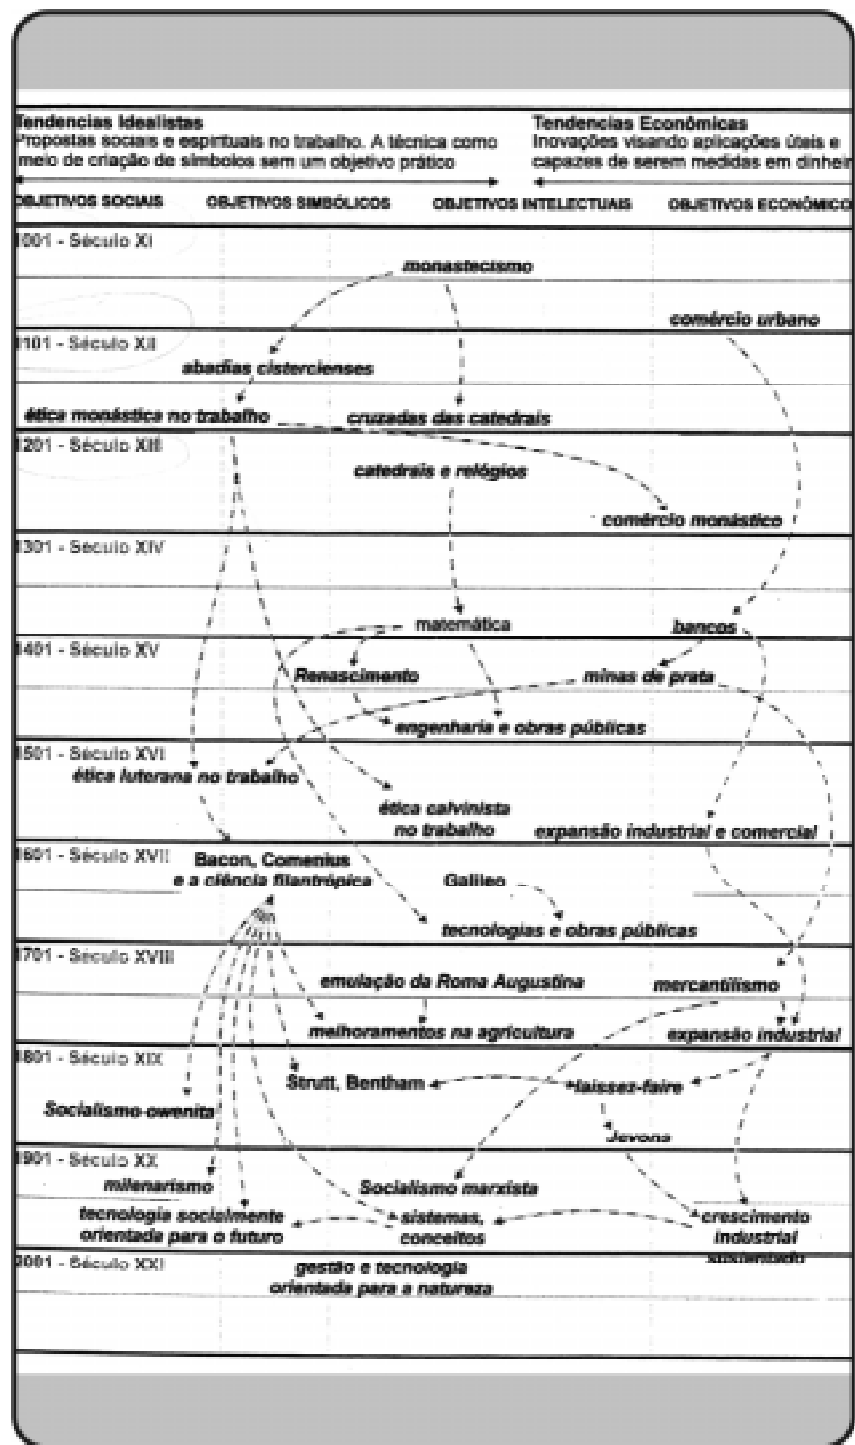 Tendencias Idealistas
Propostas sociais e espirituais no trabalho. A técnica como
meio de criação de símbolos sem um objetivo prático
Tendencias Econômicas
Inovações visando aplicações úteis e
capazes de serem medidas em dinheir
OBJETIVOS SOCIAIS OBJETIVOS SIMBÓLICOS OBJETIVOS INTELECTUAIS OBJETIVOS ECONÔMICO
1001 - Século XI
monastecismo
comércio urbano
1101 - Século XII
abadias cistercienses
ética monástica no trabalho cruzadas das catedrais
1201 - Século XIII
catedrais e relógios
comércio monástico
1301 - Século XIV
matemática bancos
1401 - Século XV
Renascimento minas de prata
engenharia e obras públicas
1501 - Século XVI
ética luterana no trabalho
ética calvinista
no trabalho expansão industrial e comercial
1601 - Século XVII
Bacon, Comenius
e a ciência filantrópica Galileo
tecnologias e obras públicas
1701 - Século XVIII
emulação da Roma Augustina mercantilismo
melhoramentos na agricultura expansão industrial
1801 - Século XIX
Strutt, Bentham laissez-faire
Socialismo owenita
Jevons
1901 - Século XX
milenarismo Socialismo marxista
tecnologia socialmente
orientada para o futuro
sistemas,
conceitos
crescimento
industrial
sustentado
2001 - Século XXI
gestão e tecnologia
orientada para a natureza